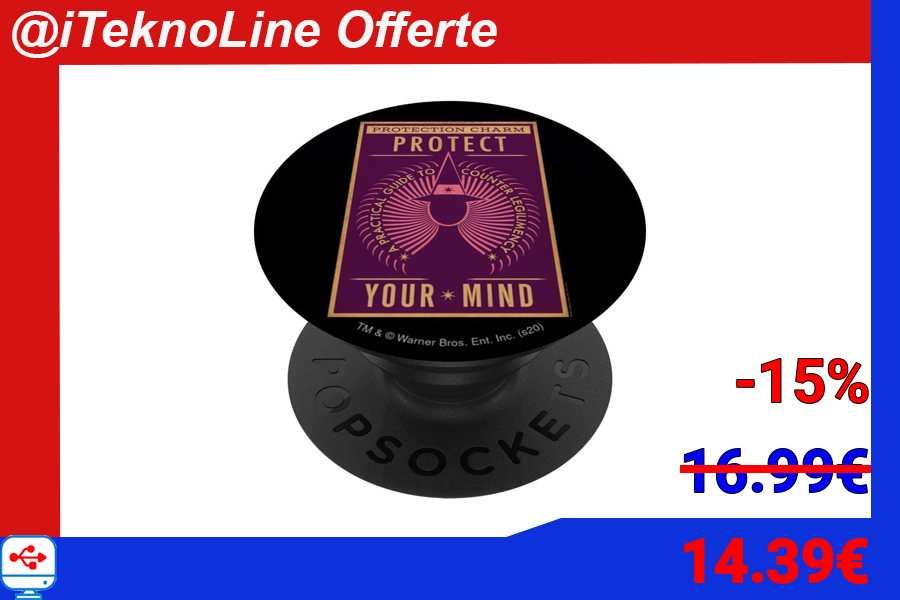 @iTeknoLine Offerte
PROTECTION CHARM
PROTECT
A PRACTICAL GUIDE TO COUNTER LEGILIMENCY
YOUR MIND
TM & © Warner Bros. Ent. Inc. (s20)
POPSOCKETS
-15%
16.99€
14.39€